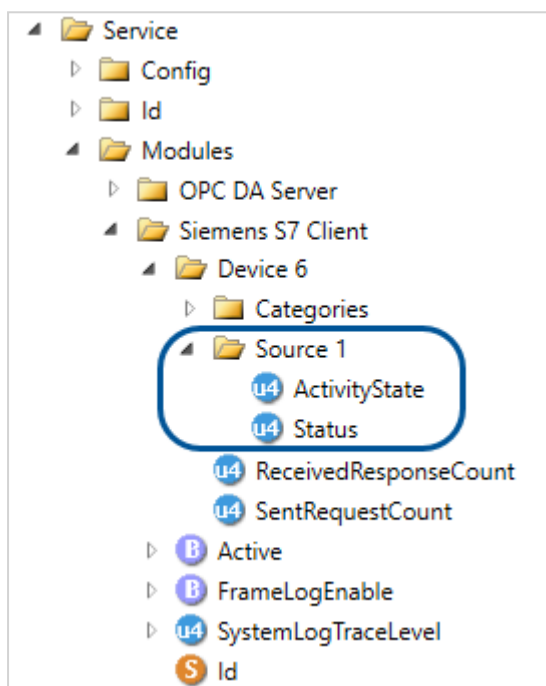 Service
Config
Id
Modules
OPC DA Server
Siemens S7 Client
Device 6
Categories
Source 1
u4 ActivityState
u4 Status
u4 ReceivedResponseCount
u4 SentRequestCount
B Active
B FrameLogEnable
u4 SystemLogTraceLevel
S Id